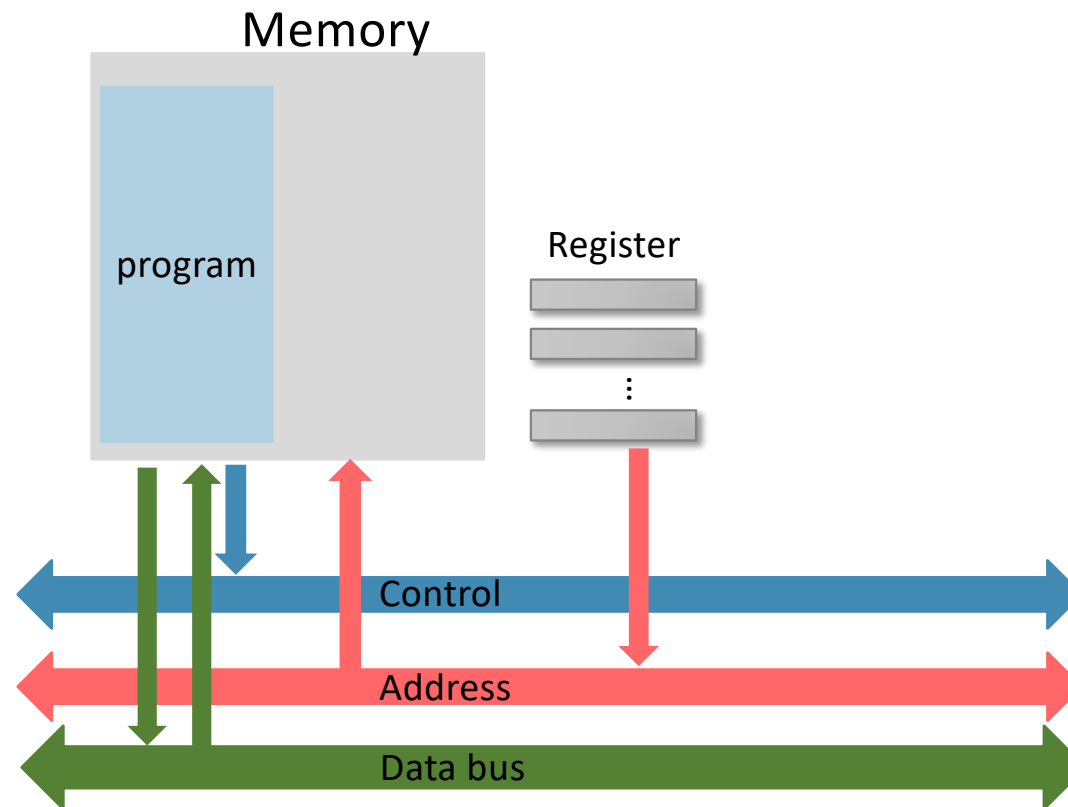 Memory
program
Register
⋮
Control
Address
Data bus